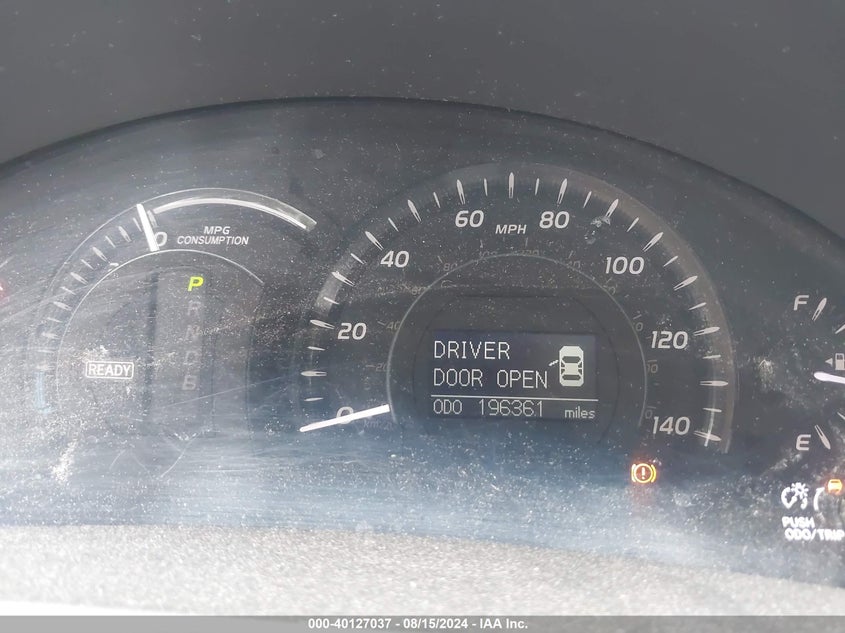 MPG
CONSUMPTION
P
R
N
D
B
READY
0
20
40
60
80
100
120
140
MPH
DRIVER
DOOR OPEN
ODO 196361 miles
F
E
PUSH
ODO/TRIP
000-40127037 - 08/15/2024 - IAA Inc.